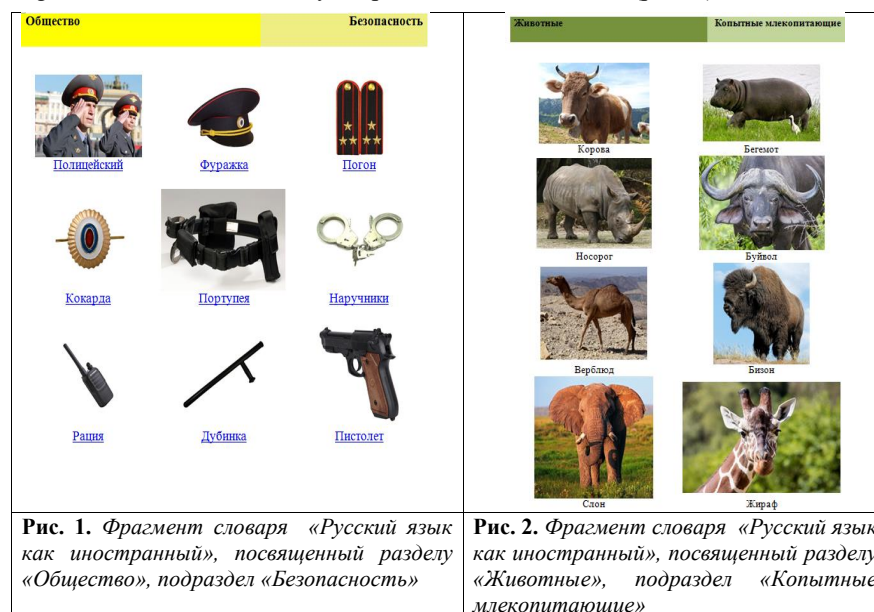 Общество Безопасность
Полицейский Фуражка Погон
Кокарда Портупея Наручники
Рация Дубинка Пистолет
Рис. 1. Фрагмент словаря «Русский язык
как иностранный», посвященный разделу
«Общество», подраздел «Безопасность»
Животные Копытные млекопитающие
Корова Бегемот
Носорог Буйвол
Верблюд Бизон
Слон Жираф
Рис. 2. Фрагмент словаря «Русский язык
как иностранный», посвященный разделу
«Животные», подраздел «Копытные
млекопитающие»